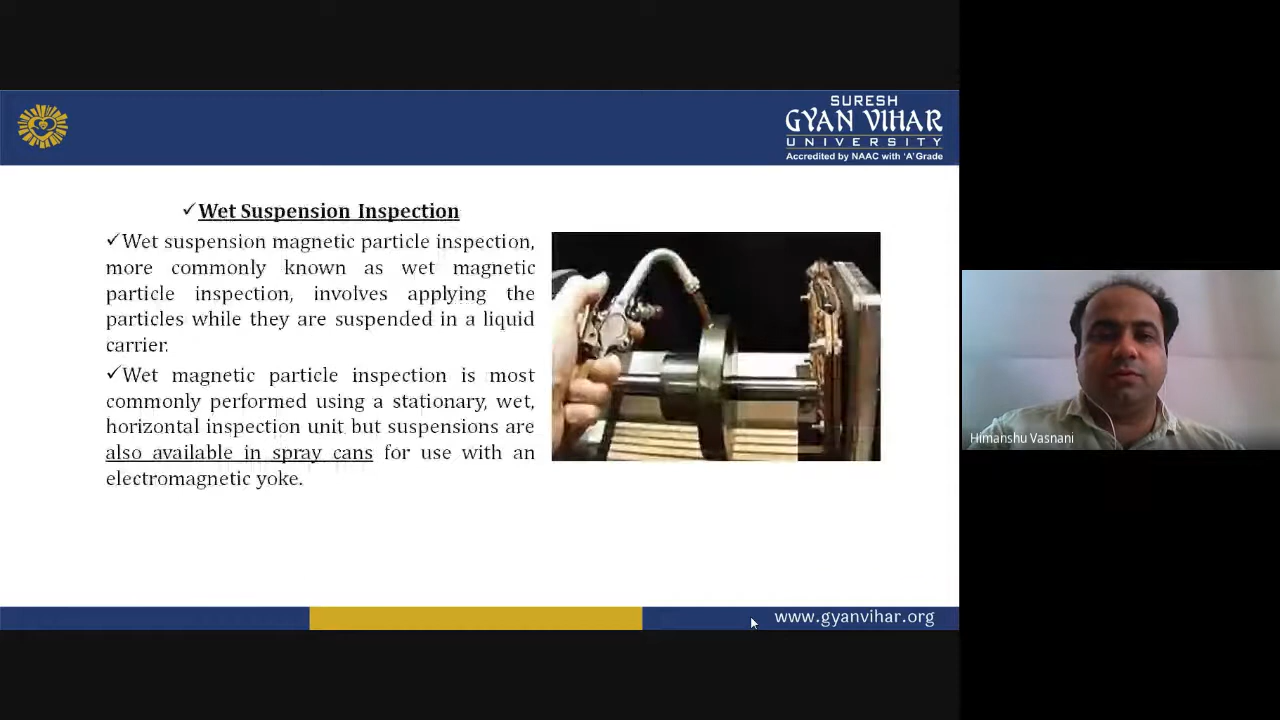 SURESH
GYAN VIHAR
UNIVERSITY
Accredited by NAAC with 'A' Grade
✓Wet Suspension Inspection
✓Wet suspension magnetic particle inspection,
more commonly known as wet magnetic
particle inspection, involves applying the
particles while they are suspended in a liquid
carrier.
✓Wet magnetic particle inspection is most
commonly performed using a stationary, wet,
horizontal inspection unit but suspensions are
also available in spray cans for use with an
electromagnetic yoke.
Himanshu Vasnani
www.gyanvihar.org